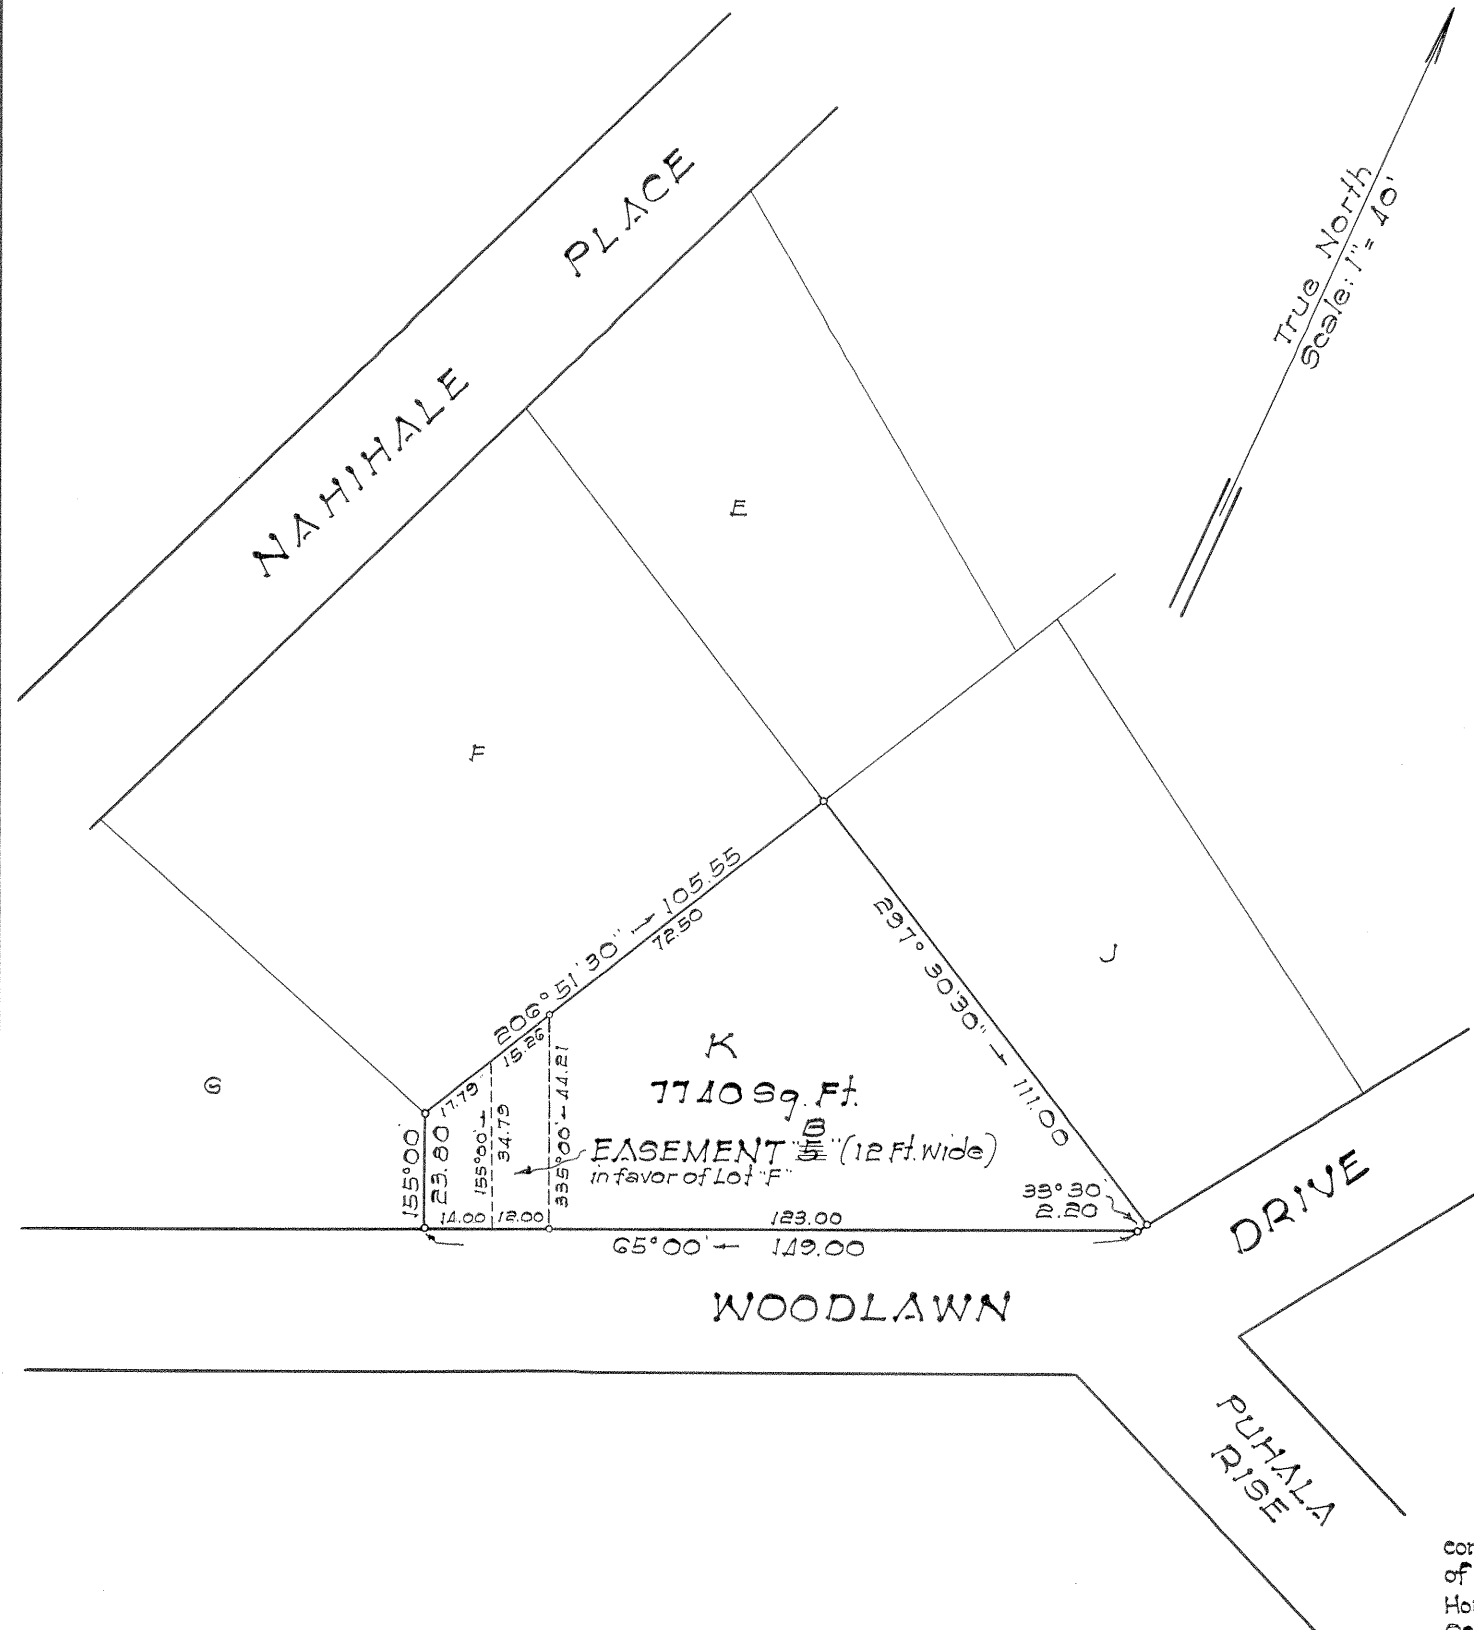 NAHIHALE PLACE
True North
Scale: 1" = 40'
E
F
G
J
206° 51' 30" → 105.55
72.50
15.26
17.79
297° 30' 30" → 111.00
K
7740 Sq. Ft.
B
EASEMENT "5" (12 Ft. wide)
in favor of Lot "F"
155° 00'
23.80
155° 00' →
34.79
335° 00' ← 44.21
14.00
12.00
123.00
33° 30'
2.20
65° 00' ← 149.00
WOODLAWN DRIVE
PUHALA
RISE
of